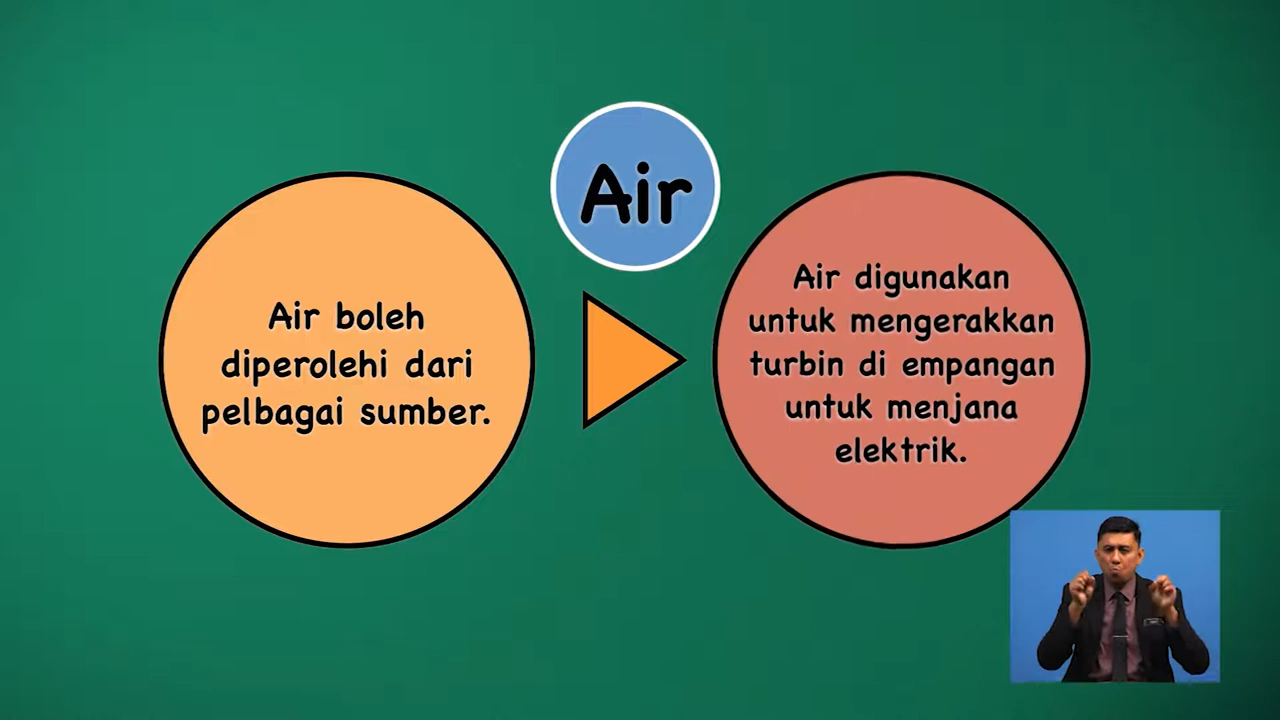 Air
Air boleh
diperolehi dari
pelbagai sumber.
Air digunakan
untuk mengerakkan
turbin di empangan
untuk menjana
elektrik.